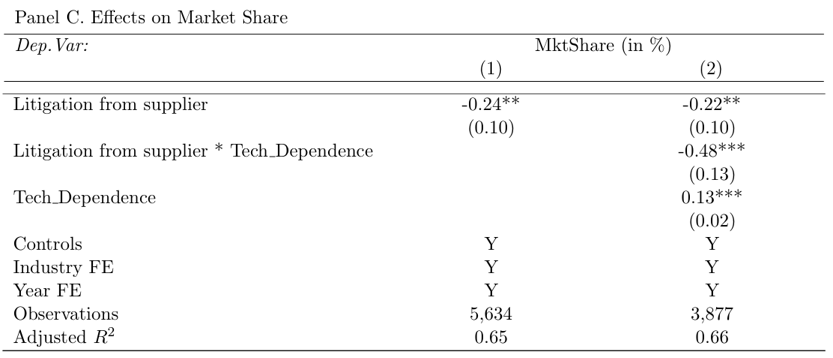 Panel C. Effects on Market Share
Dep.Var: MktShare (in %)
(1) (2)
Litigation from supplier -0.24** -0.22**
(0.10) (0.10)
Litigation from supplier * Tech_Dependence -0.48***
(0.13)
Tech_Dependence 0.13***
(0.02)
Controls Y Y
Industry FE Y Y
Year FE Y Y
Observations 5,634 3,877
Adjusted R² 0.65 0.66